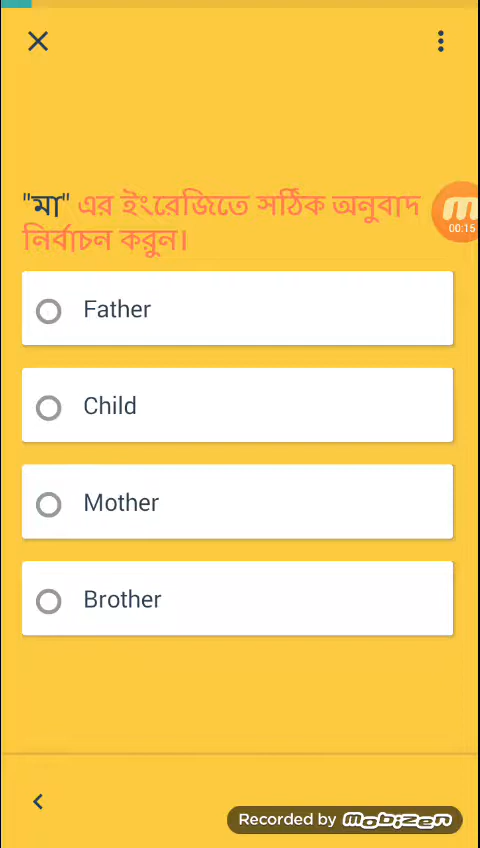 "মা" এর ইংরেজিতে সঠিক অনুবাদ
নির্বাচন করুন।
00:15
Father
Child
Mother
Brother
Recorded by mobizen